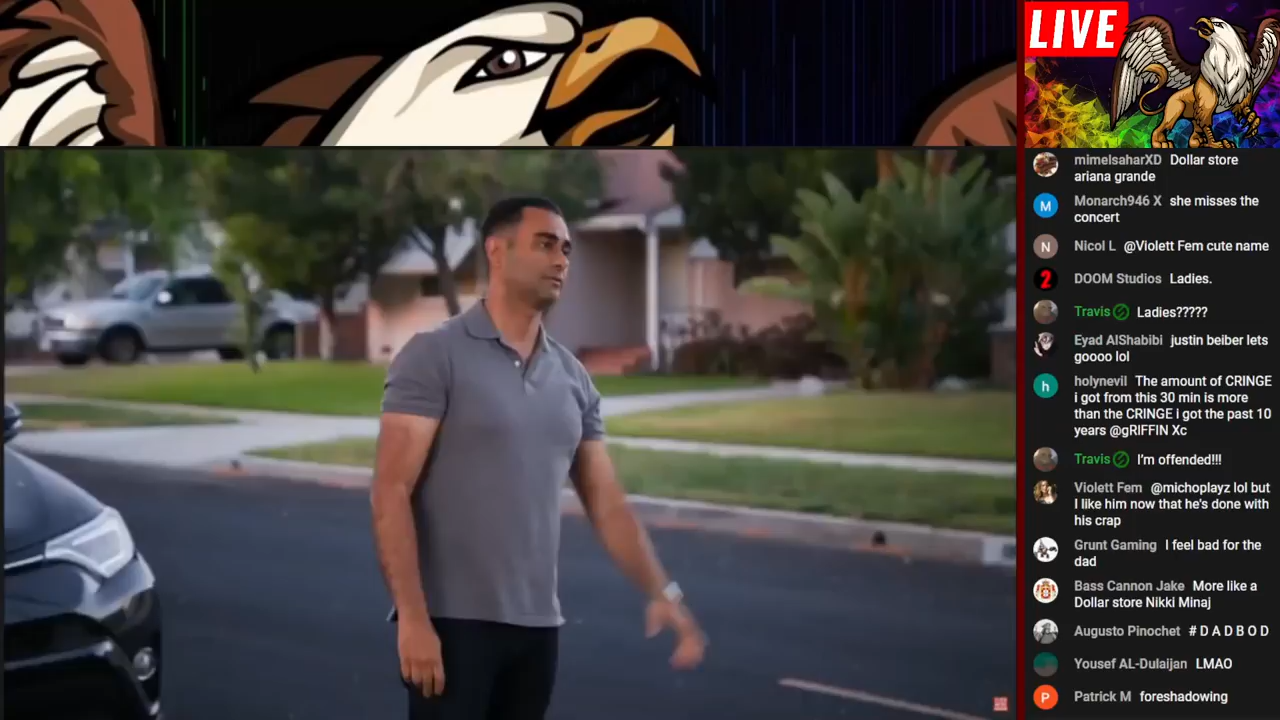 LIVE
mimelsaharXD Dollar store
ariana grande
M
Monarch946 X she misses the
concert
N
Nicol L @Violett Fem cute name
2
DOOM Studios Ladies.
Travis Ladies?????
Eyad AlShabibi justin beiber lets
goooo lol
h
holynevil The amount of CRINGE
i got from this 30 min is more
than the CRINGE i got the past 10
years @gRIFFIN Xc
Travis I'm offended!!!
Violett Fem @michoplayz lol but
I like him now that he's done with
his crap
Grunt Gaming I feel bad for the
dad
Bass Cannon Jake More like a
Dollar store Nikki Minaj
Augusto Pinochet # D A D B O D
Yousef AL-Dulaijan LMAO
P
Patrick M foreshadowing